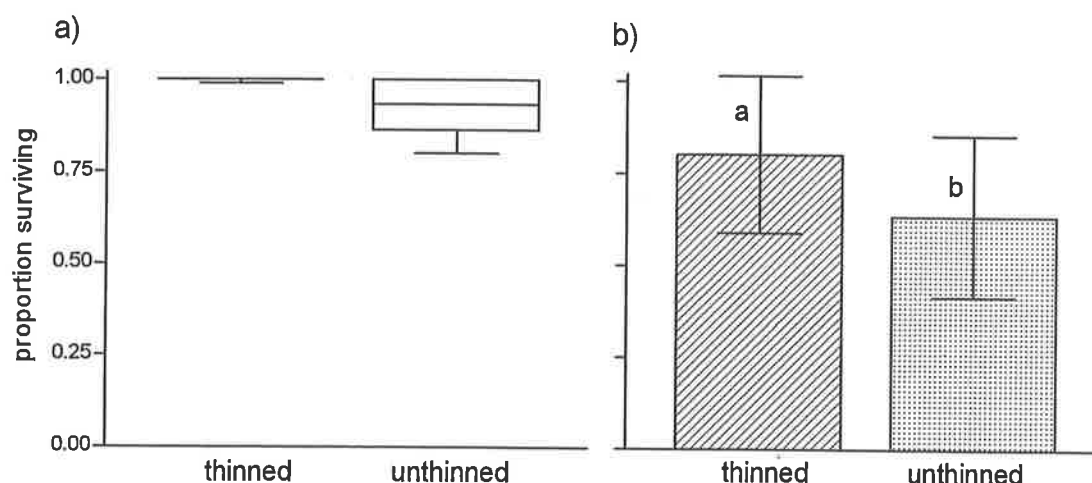 a)
b)
proportion surviving
1.00
0.75
0.50
0.25
0.00
a
b
thinned
unthinned
thinned
unthinned